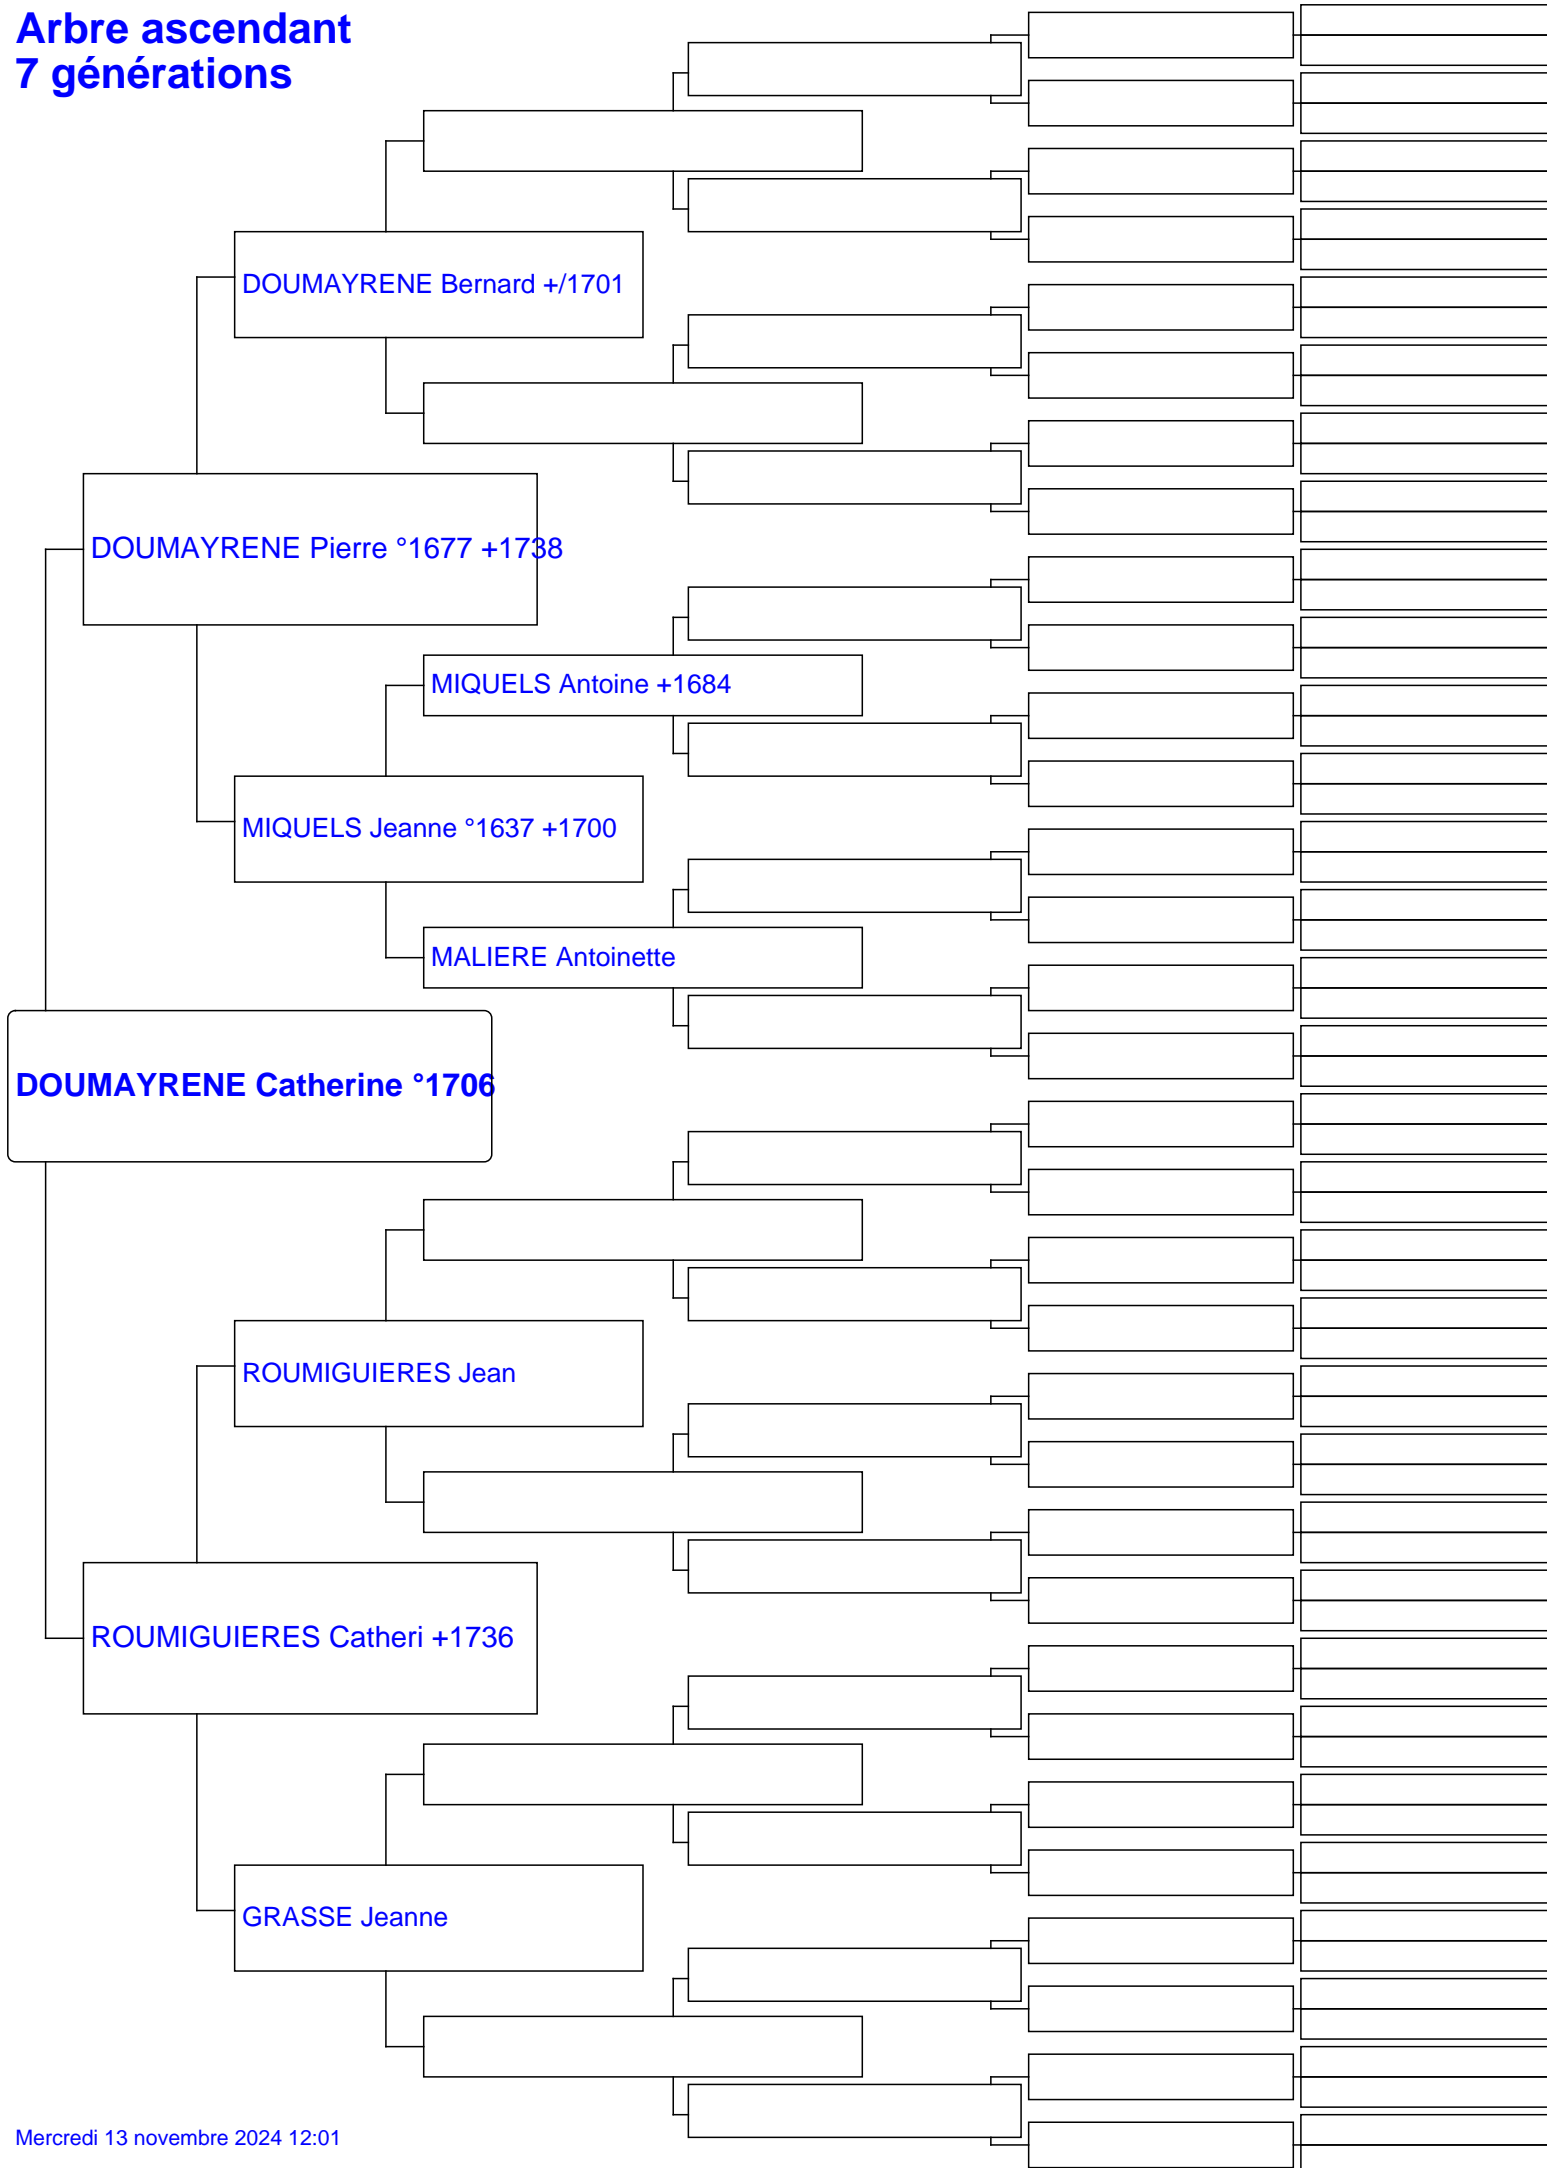 Arbre ascendant
7 générations
DOUMAYRENE Bernard +/1701
DOUMAYRENE Pierre °1677 +1738
MIQUELS Antoine +1684
MIQUELS Jeanne °1637 +1700
MALIERE Antoinette
DOUMAYRENE Catherine °1706
ROUMIGUIERES Jean
ROUMIGUIERES Catheri +1736
GRASSE Jeanne
Mercredi 13 novembre 2024 12:01